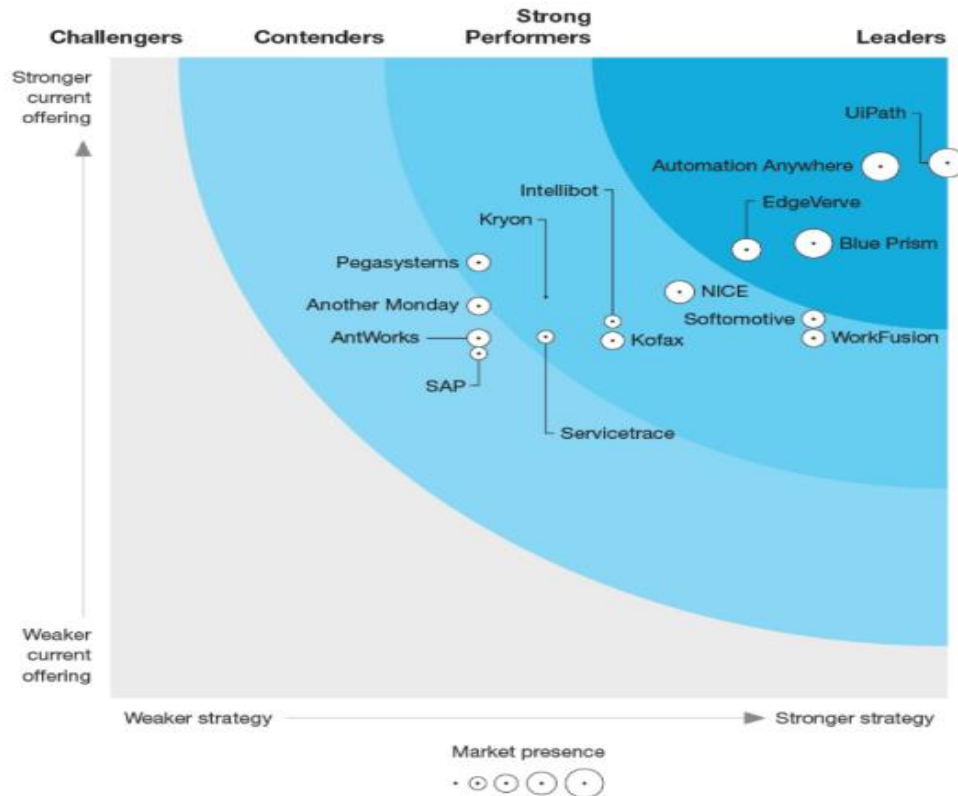 Challengers
Contenders
Strong
Performers
Leaders
Stronger
current
offering
UiPath
Automation Anywhere
Intellibot
EdgeVerve
Kryon
Blue Prism
Pegasystems
NICE
Another Monday
Softomotive
AntWorks
Kofax
WorkFusion
SAP
Servicetrace
Weaker
current
offering
Weaker strategy
Stronger strategy
Market presence